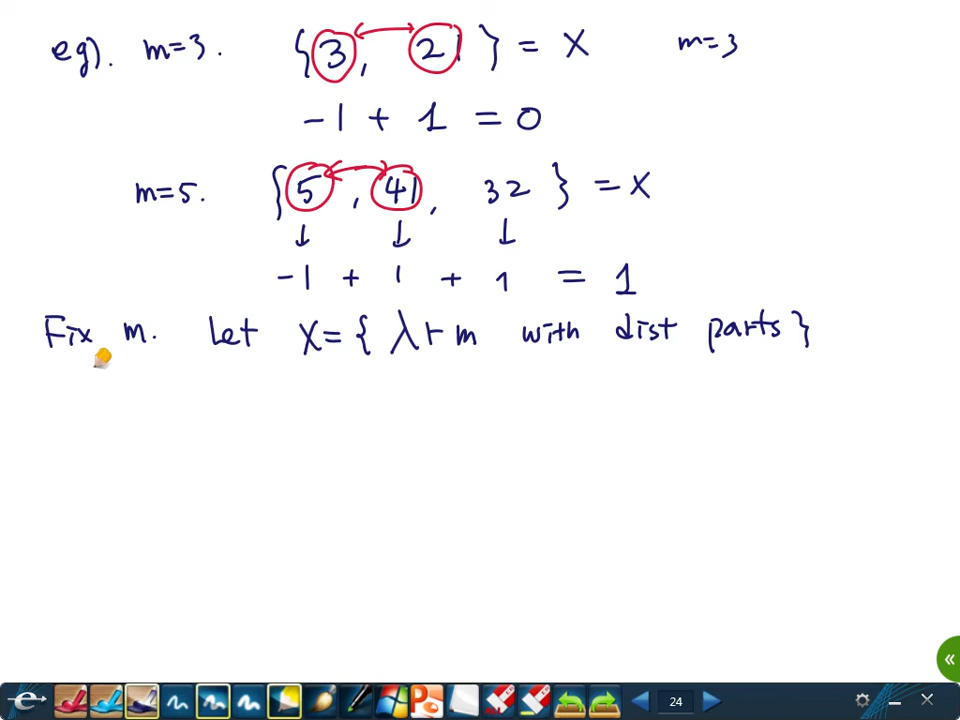 eg). m=3. {3, 21} = X m=3
-1 + 1 = 0
m=5. {5, 41, 32} = X
↓ ↓ ↓
-1 + 1 + 1 = 1
Fix m. Let X={ λ⊢m with dist parts}
24